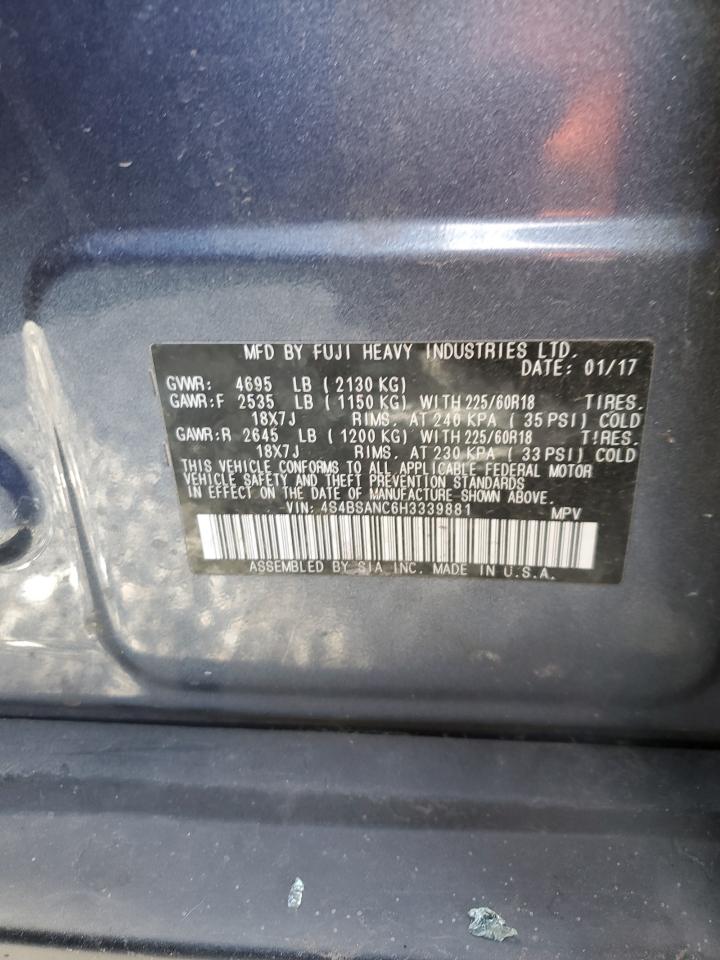 MFD BY FUJI HEAVY INDUSTRIES LTD.
DATE: 01/17
GVWR: 4695 LB ( 2130 KG)
GAWR:F 2535 LB ( 1150 KG) WITH 225/60R18 TIRES.
18X7J RIMS. AT 240 KPA ( 35 PSI) COLD
GAWR:R 2645 LB ( 1200 KG) WITH 225/60R18 TIRES.
18X7J RIMS. AT 230 KPA ( 33 PSI) COLD
THIS VEHICLE CONFORMS TO ALL APPLICABLE FEDERAL MOTOR
VEHICLE SAFETY AND THEFT PREVENTION STANDARDS
IN EFFECT ON THE DATE OF MANUFACTURE SHOWN ABOVE.
VIN: 4S4BSANC6H3339881 MPV
ASSEMBLED BY SIA INC. MADE IN U.S.A.